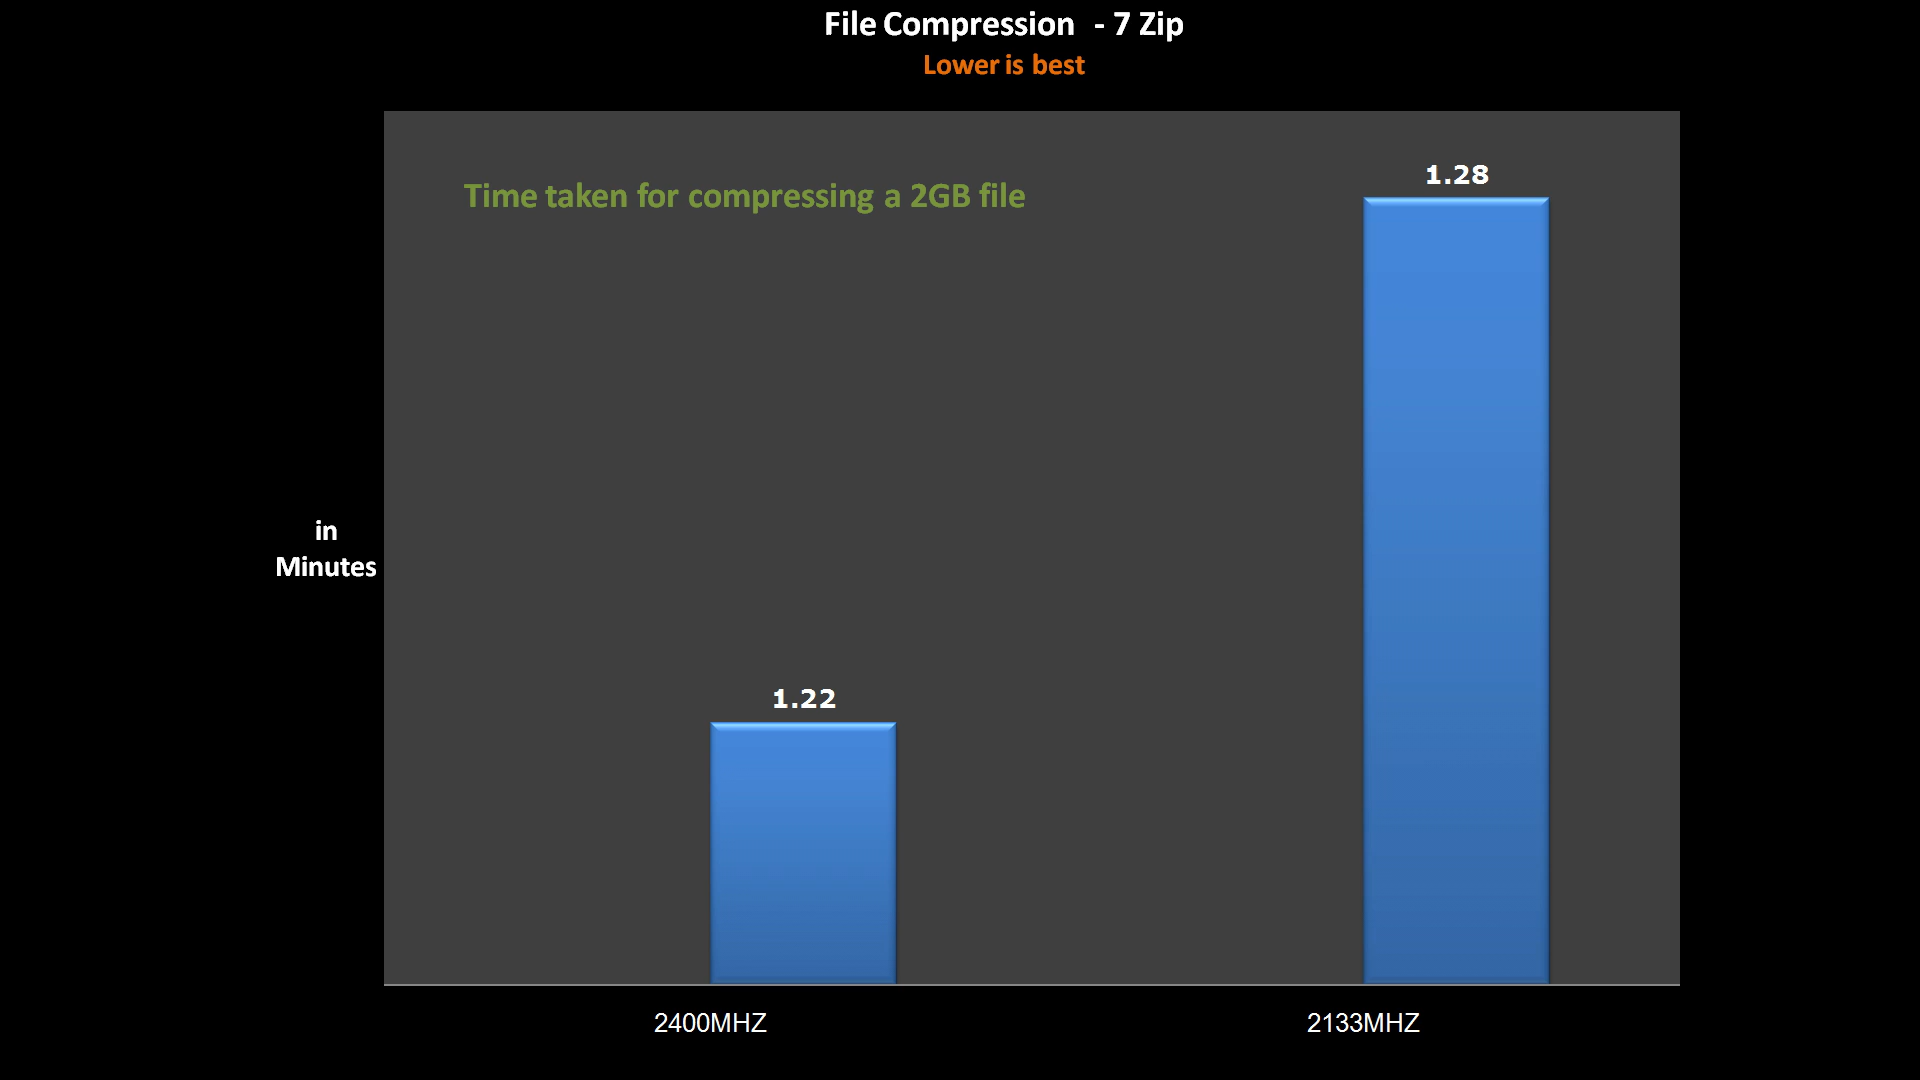 File Compression - 7 Zip
Lower is best
Time taken for compressing a 2GB file
1.28
in
Minutes
1.22
2400MHZ
2133MHZ